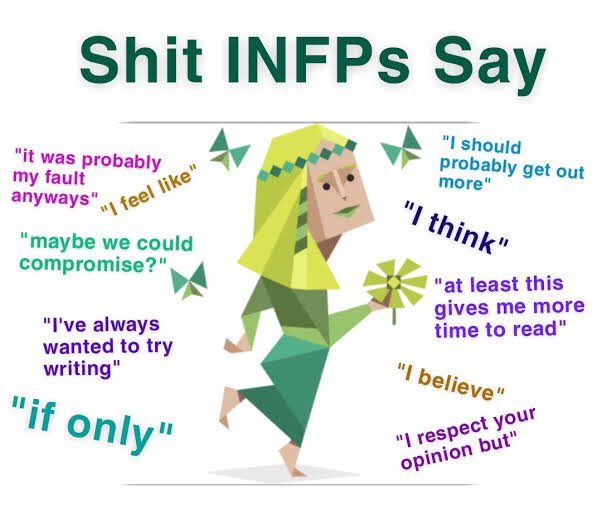 Shit INFPs Say
"it was probably
my fault
anyways"
"I feel like"
"maybe we could
compromise?"
"I've always
wanted to try
writing"
"if only"
"I should
probably get out
more"
"I think"
"at least this
gives me more
time to read"
"I believe"
"I respect your
opinion but"